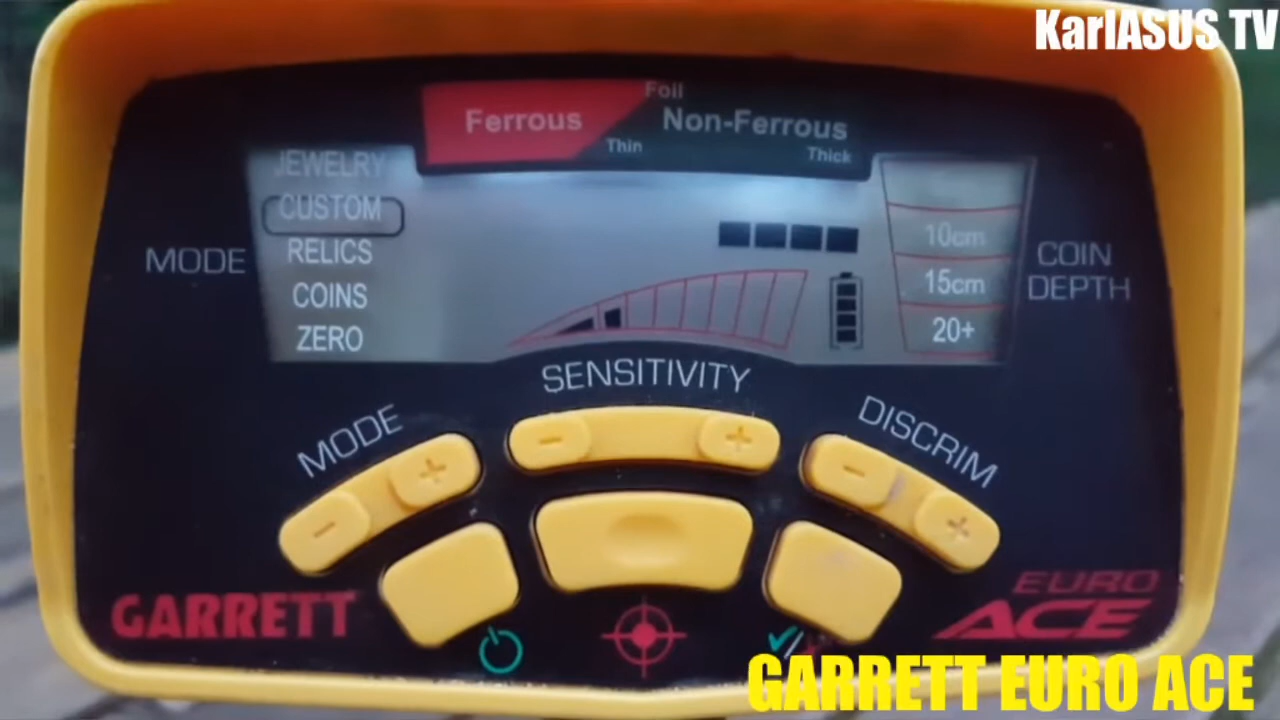 KarlASUS TV
Foil
Ferrous
Non-Ferrous
Thin
Thick
JEWELRY
CUSTOM
RELICS
COINS
ZERO
MODE
10cm
15cm
20+
COIN
DEPTH
SENSITIVITY
MODE
DISCRIM
- +
- +
- +
GARRETT
EURO
ACE
GARRETT EURO ACE